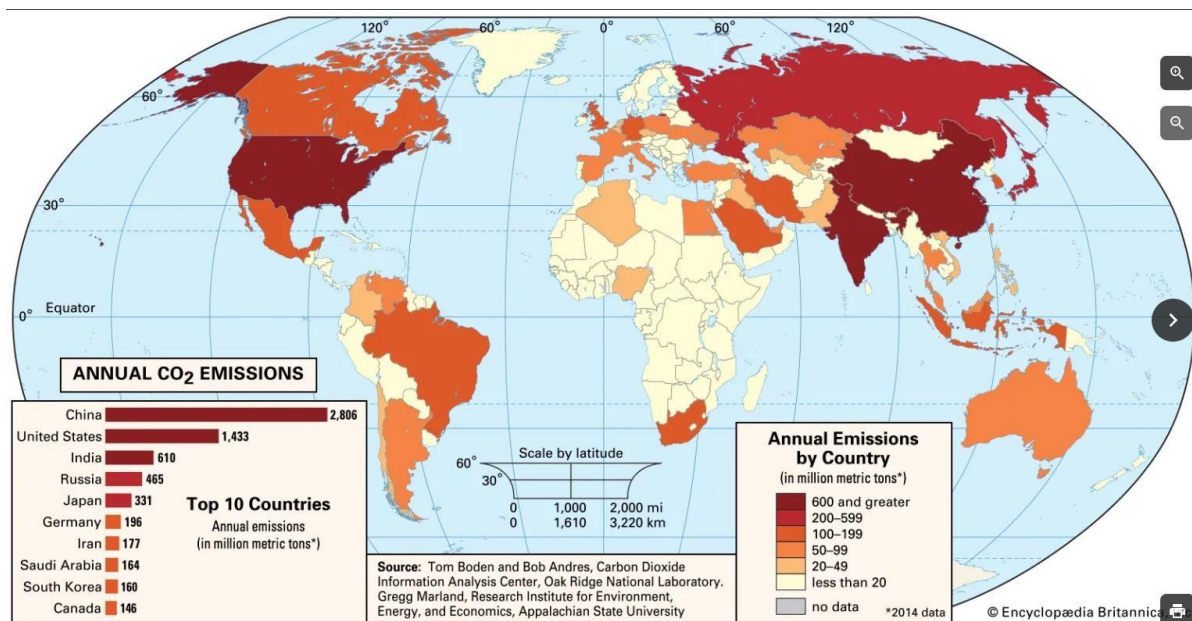 120°
60°
0°
60°
120°
60°
30°
Equator
0°
ANNUAL CO₂ EMISSIONS
China 2,806
United States 1,433
India 610
Russia 465
Japan 331
Germany 196
Iran 177
Saudi Arabia 164
South Korea 160
Canada 146
Top 10 Countries
Annual emissions
(in million metric tons*)
Scale by latitude
60°
30°
0 1,000 2,000 mi
0 1,610 3,220 km
Source: Tom Boden and Bob Andres, Carbon Dioxide
Information Analysis Center, Oak Ridge National Laboratory.
Gregg Marland, Research Institute for Environment,
Energy, and Economics, Appalachian State University
Annual Emissions
by Country
(in million metric tons*)
600 and greater
200–599
100–199
50–99
20–49
less than 20
no data
*2014 data
© Encyclopædia Britannica,